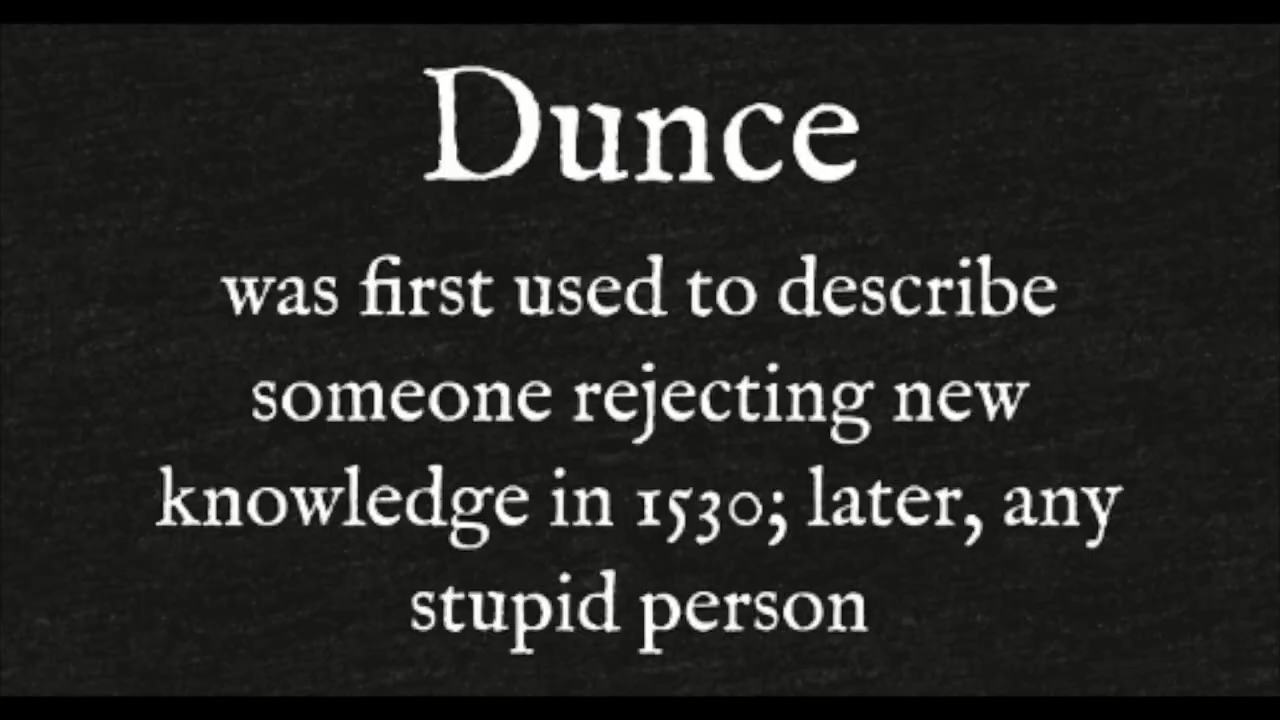 Dunce
was first used to describe
someone rejecting new
knowledge in 1530; later, any
stupid person